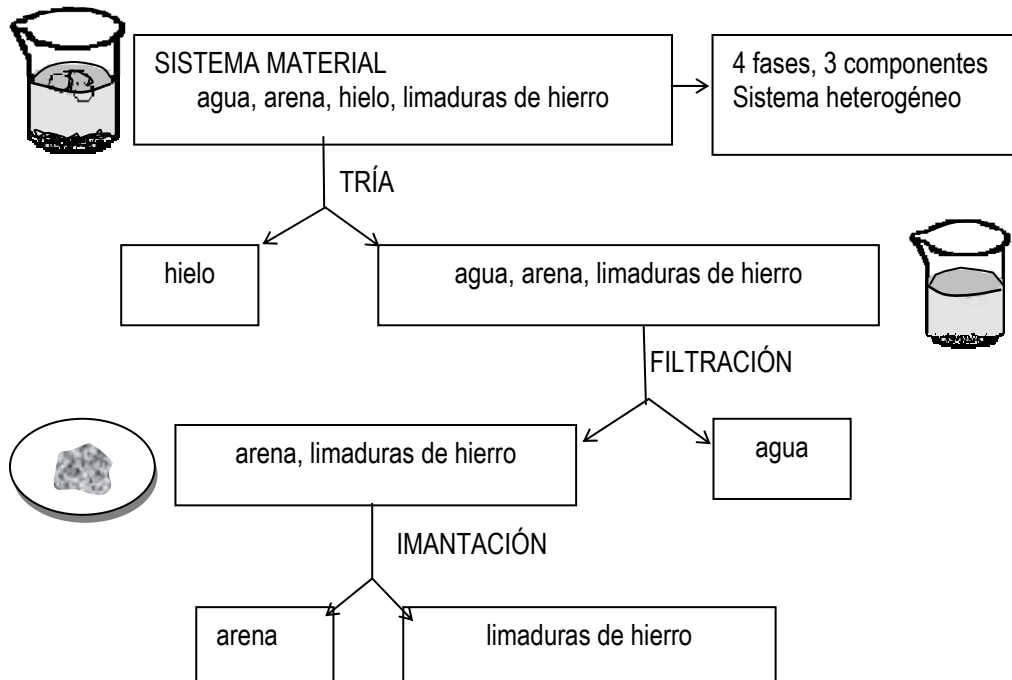 SISTEMA MATERIAL
agua, arena, hielo, limaduras de hierro
4 fases, 3 componentes
Sistema heterogéneo
TRÍA
hielo
agua, arena, limaduras de hierro
FILTRACIÓN
arena, limaduras de hierro
agua
IMANTACIÓN
arena
limaduras de hierro